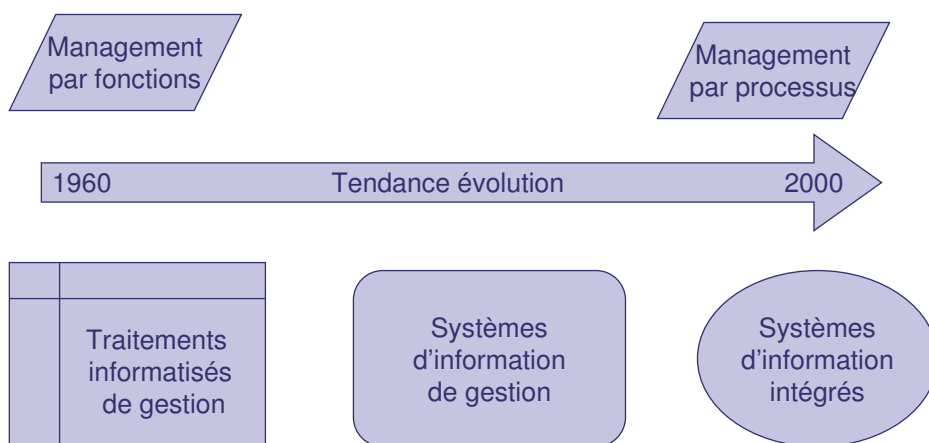 Management
par fonctions
Management
par processus
1960 Tendance évolution 2000
Traitements
informatisés
de gestion
Systèmes
d'information
de gestion
Systèmes
d'information
intégrés